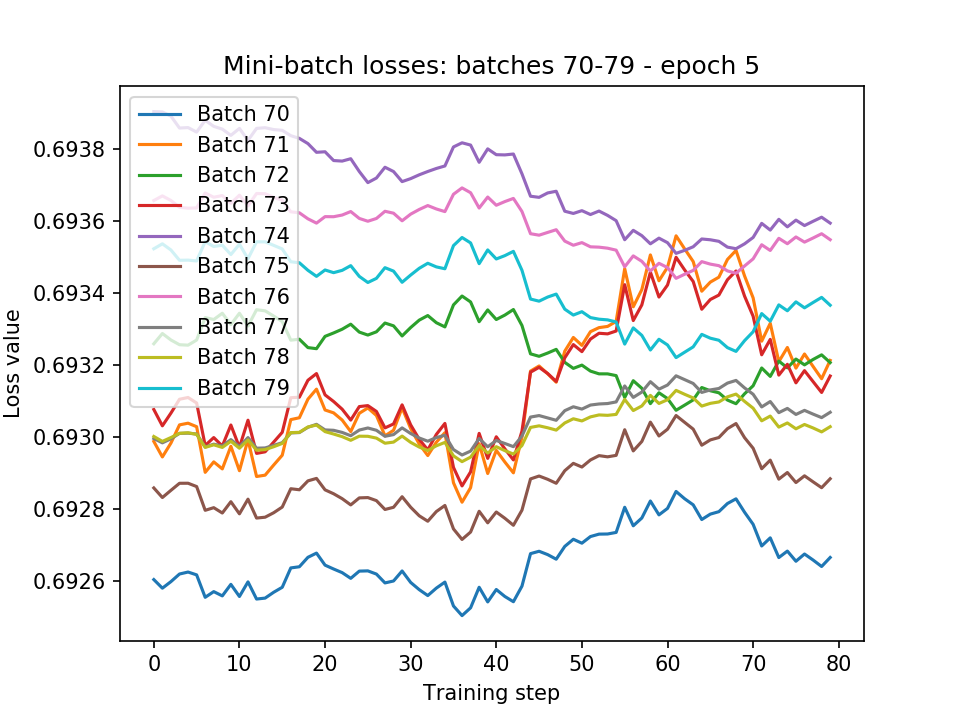 Mini-batch losses: batches 70-79 - epoch 5
Loss value
0.6938
0.6936
0.6934
0.6932
0.6930
0.6928
0.6926
Batch 70
Batch 71
Batch 72
Batch 73
Batch 74
Batch 75
Batch 76
Batch 77
Batch 78
Batch 79
0 10 20 30 40 50 60 70 80
Training step